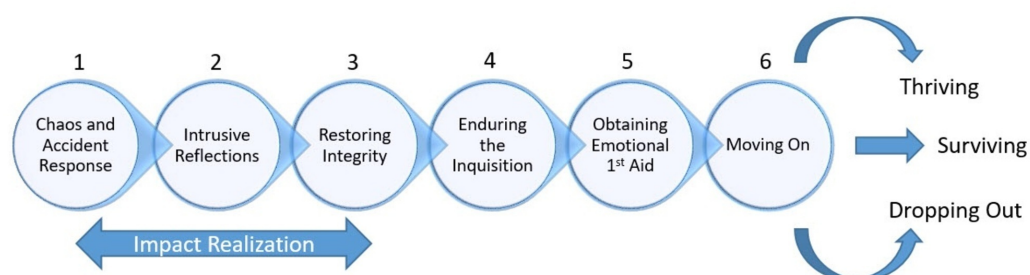 1
2
3
4
5
6
Chaos and
Accident
Response
Intrusive
Reflections
Restoring
Integrity
Enduring
the
Inquisition
Obtaining
Emotional
1st Aid
Moving On
Thriving
Surviving
Dropping Out
Impact Realization